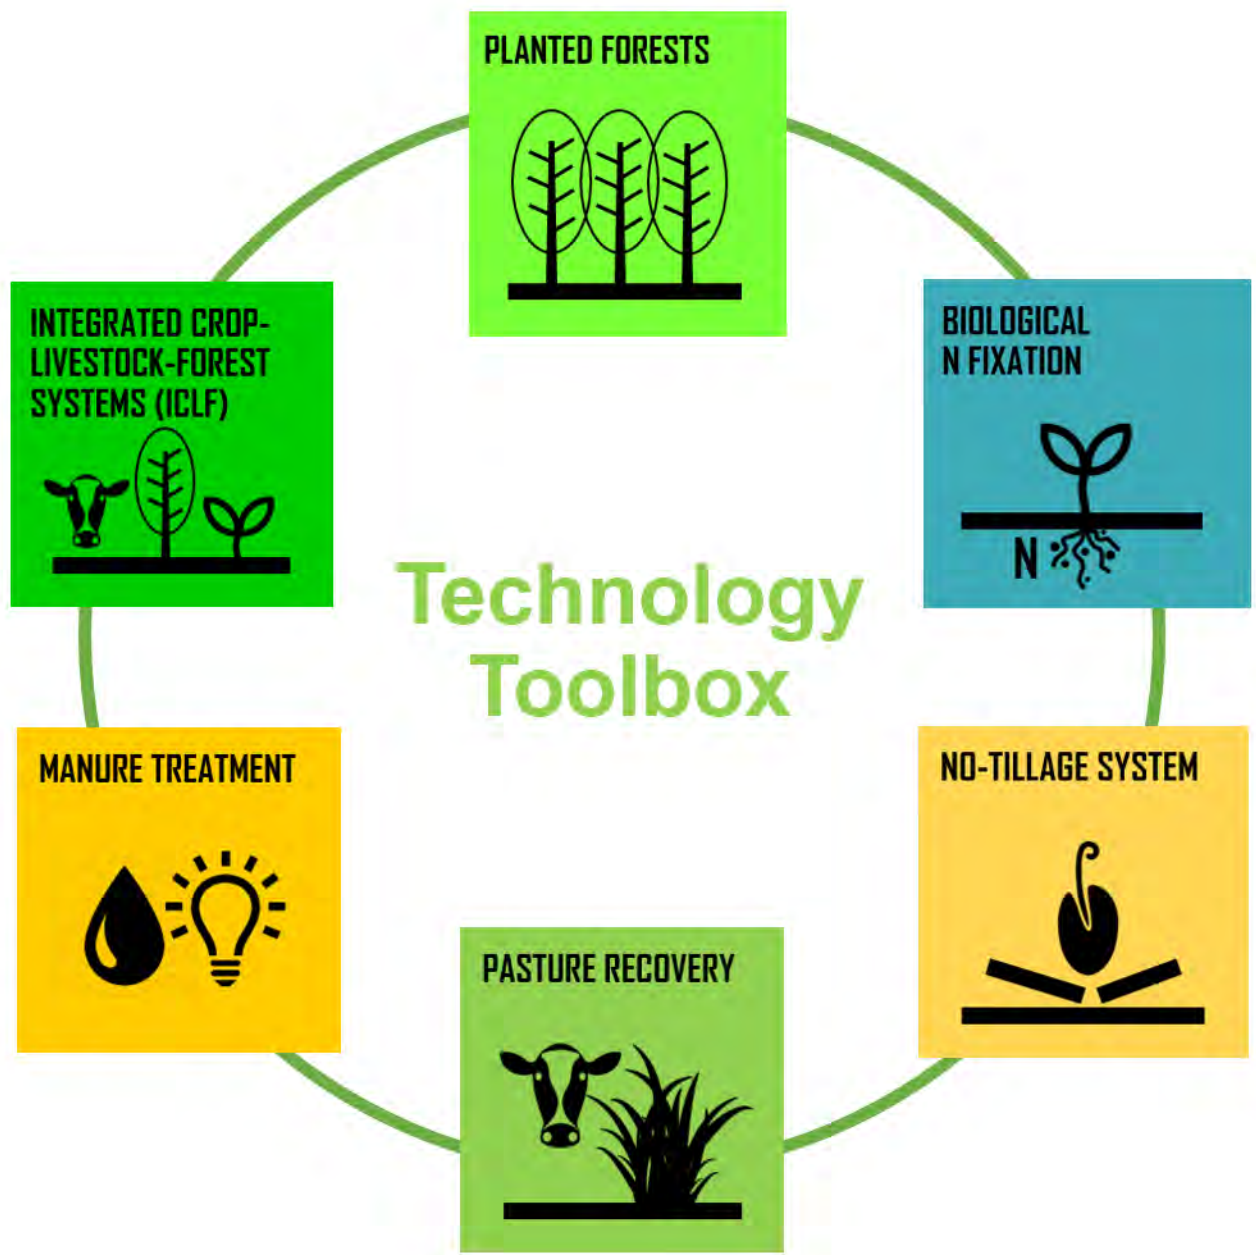 PLANTED FORESTS
INTEGRATED CROP-
LIVESTOCK-FOREST
SYSTEMS (ICLF)
BIOLOGICAL
N FIXATION
N
Technology
Toolbox
MANURE TREATMENT
NO-TILLAGE SYSTEM
PASTURE RECOVERY